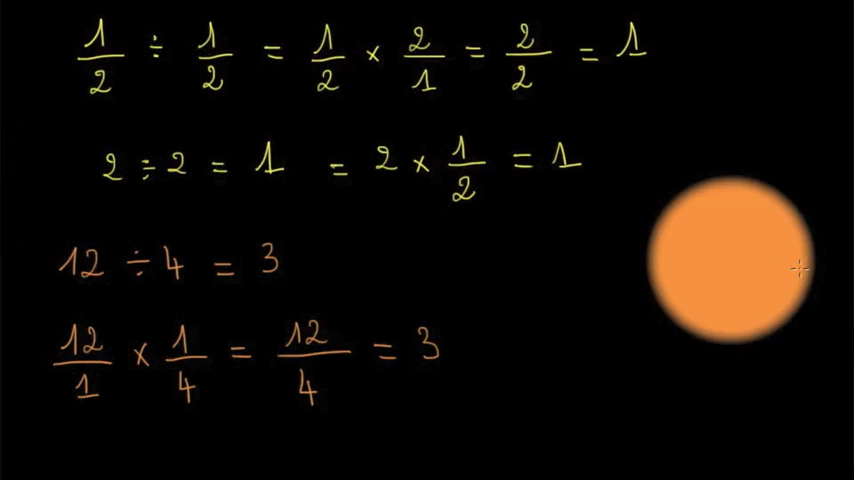 1/2 ÷ 1/2 = 1/2 × 2/1 = 2/2 = 1
2 ÷ 2 = 1 = 2 × 1/2 = 1
12 ÷ 4 = 3
12/1 × 1/4 = 12/4 = 3